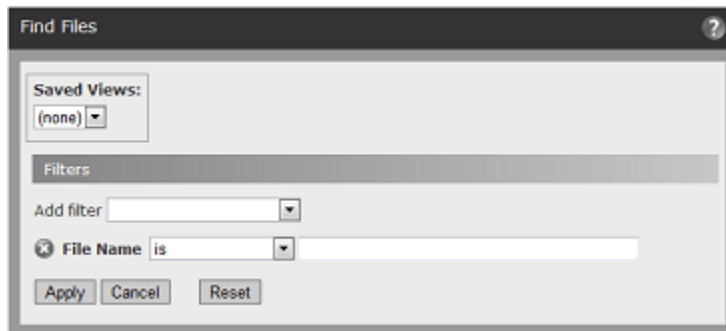 Find Files
?
Saved Views:
(none)
Filters
Add filter
File Name is
Apply Cancel Reset